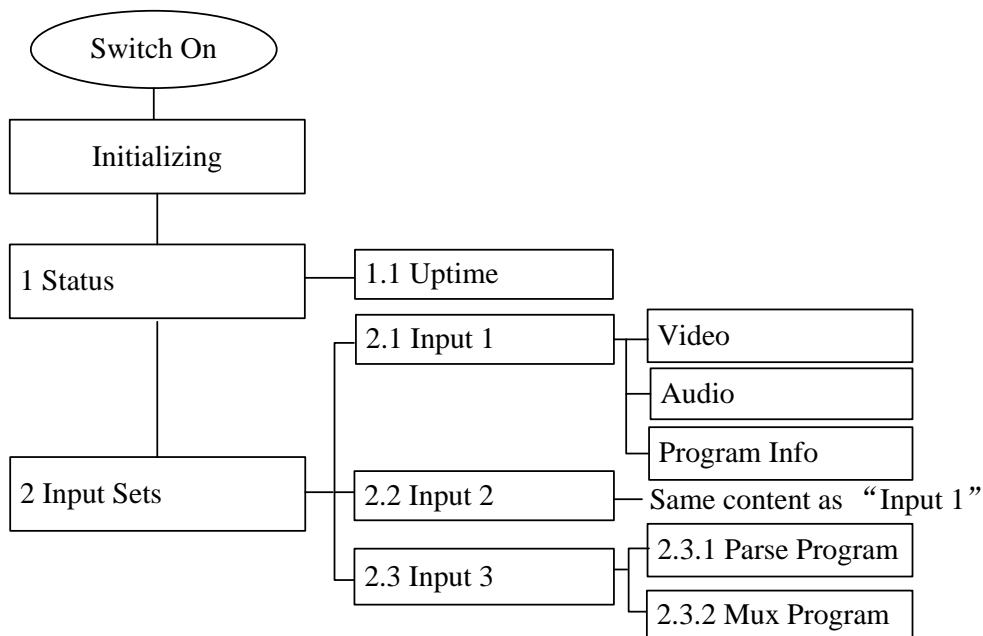 Switch On
Initializing
1 Status
1.1 Uptime
2.1 Input 1
Video
Audio
Program Info
2 Input Sets
2.2 Input 2
Same content as “Input 1”
2.3 Input 3
2.3.1 Parse Program
2.3.2 Mux Program